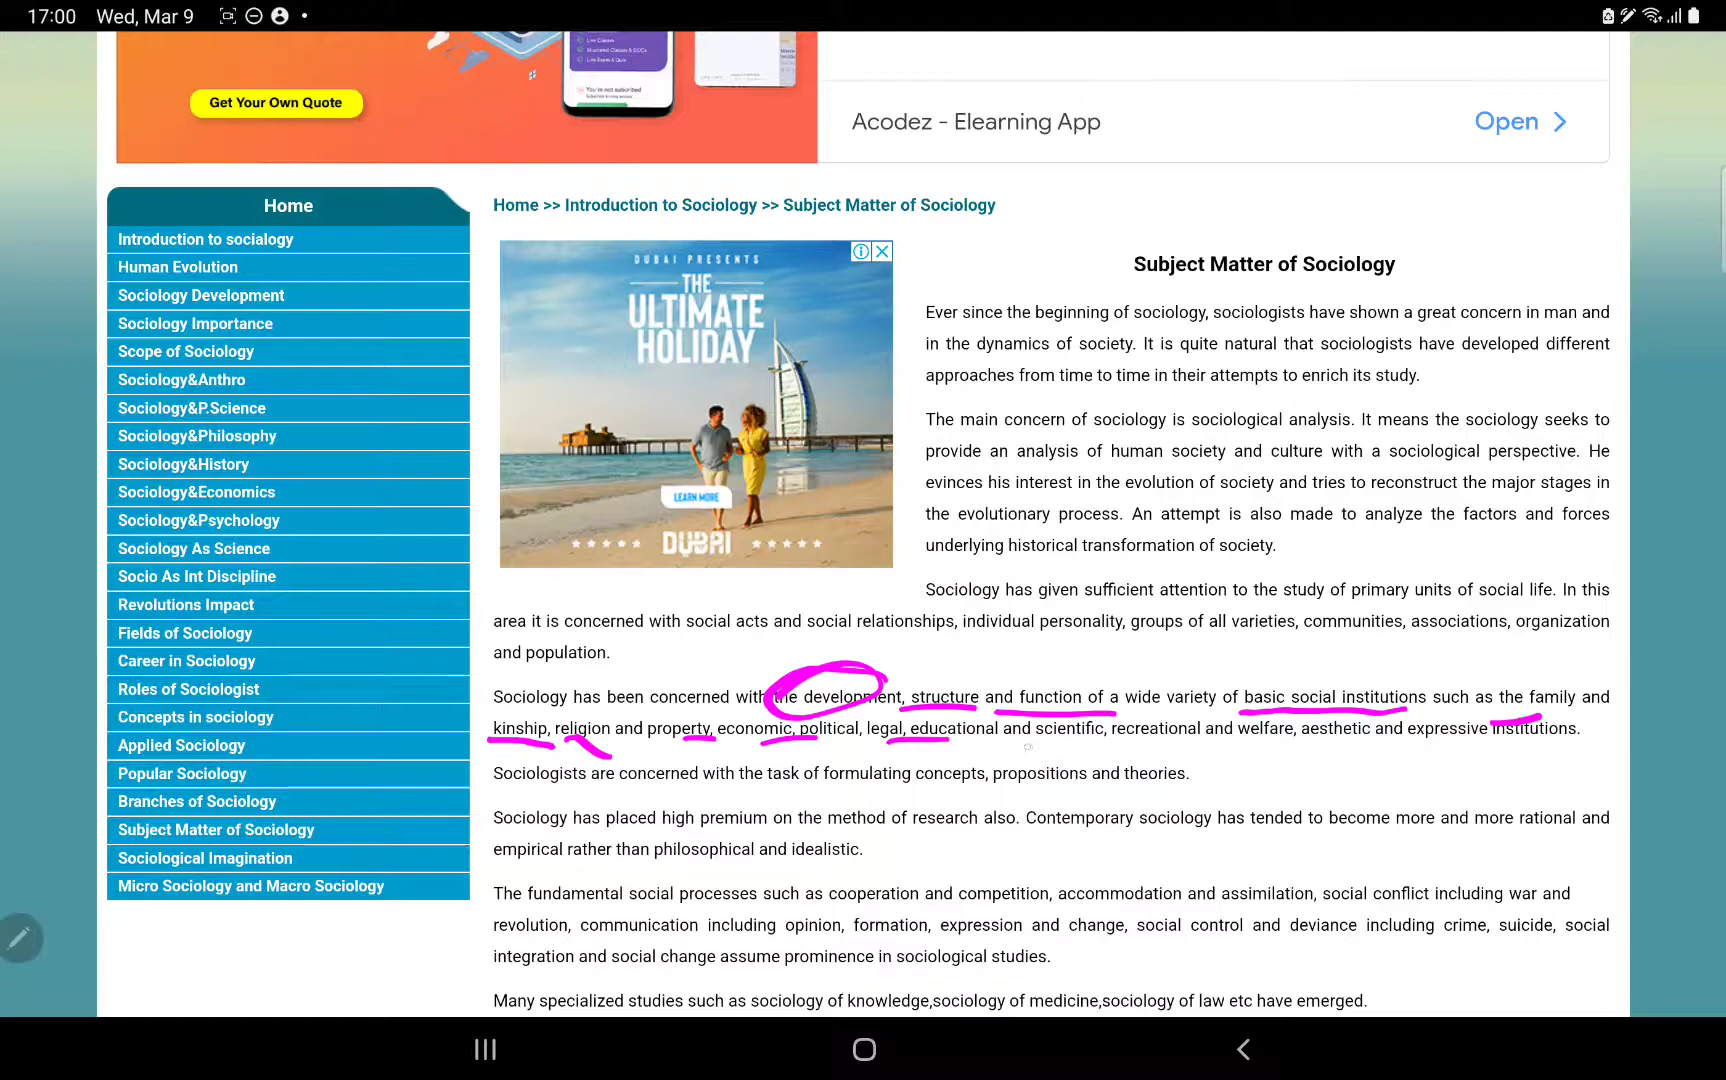 17:00 Wed, Mar 9
Live Classes
Get Your Own Quote
Acodez - Elearning App
Open
Home
Introduction to socialogy
Human Evolution
Sociology Development
Sociology Importance
Scope of Sociology
Sociology&Anthro
Sociology&P.Science
Sociology&Philosophy
Sociology&History
Sociology&Economics
Sociology&Psychology
Sociology As Science
Socio As Int Discipline
Revolutions Impact
Fields of Sociology
Career in Sociology
Roles of Sociologist
Concepts in sociology
Applied Sociology
Popular Sociology
Branches of Sociology
Subject Matter of Sociology
Sociological Imagination
Micro Sociology and Macro Sociology
Home >> Introduction to Sociology >> Subject Matter of Sociology
DUBAI PRESENTS
THE
ULTIMATE
HOLIDAY
LEARN MORE
DUBAI
Subject Matter of Sociology
Ever since the beginning of sociology, sociologists have shown a great concern in man and
in the dynamics of society. It is quite natural that sociologists have developed different
approaches from time to time in their attempts to enrich its study.
The main concern of sociology is sociological analysis. It means the sociology seeks to
provide an analysis of human society and culture with a sociological perspective. He
evinces his interest in the evolution of society and tries to reconstruct the major stages in
the evolutionary process. An attempt is also made to analyze the factors and forces
underlying historical transformation of society.
Sociology has given sufficient attention to the study of primary units of social life. In this
area it is concerned with social acts and social relationships, individual personality, groups of all varieties, communities, associations, organization
and population.
Sociology has been concerned with the development, structure and function of a wide variety of basic social institutions such as the family and
kinship, religion and property, economic, political, legal, educational and scientific, recreational and welfare, aesthetic and expressive institutions.
Sociologists are concerned with the task of formulating concepts, propositions and theories.
Sociology has placed high premium on the method of research also. Contemporary sociology has tended to become more and more rational and
empirical rather than philosophical and idealistic.
The fundamental social processes such as cooperation and competition, accommodation and assimilation, social conflict including war and
revolution, communication including opinion, formation, expression and change, social control and deviance including crime, suicide, social
integration and social change assume prominence in sociological studies.
Many specialized studies such as sociology of knowledge,sociology of medicine,sociology of law etc have emerged.